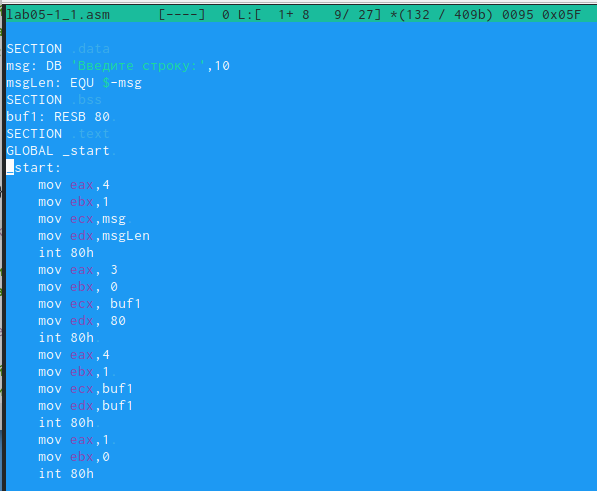 lab05-1_1.asm [----] 0 L:[ 1+ 8 9/ 27] *(132 / 409b) 0095 0x05F
SECTION .data
msg: DB 'Введите строку:',10
msgLen: EQU $-msg
SECTION .bss
buf1: RESB 80
SECTION .text
GLOBAL _start
_start:
mov eax,4
mov ebx,1
mov ecx,msg
mov edx,msgLen
int 80h
mov eax, 3
mov ebx, 0
mov ecx, buf1
mov edx, 80
int 80h
mov eax,4
mov ebx,1
mov ecx,buf1
mov edx,buf1
int 80h
mov eax,1
mov ebx,0
int 80h